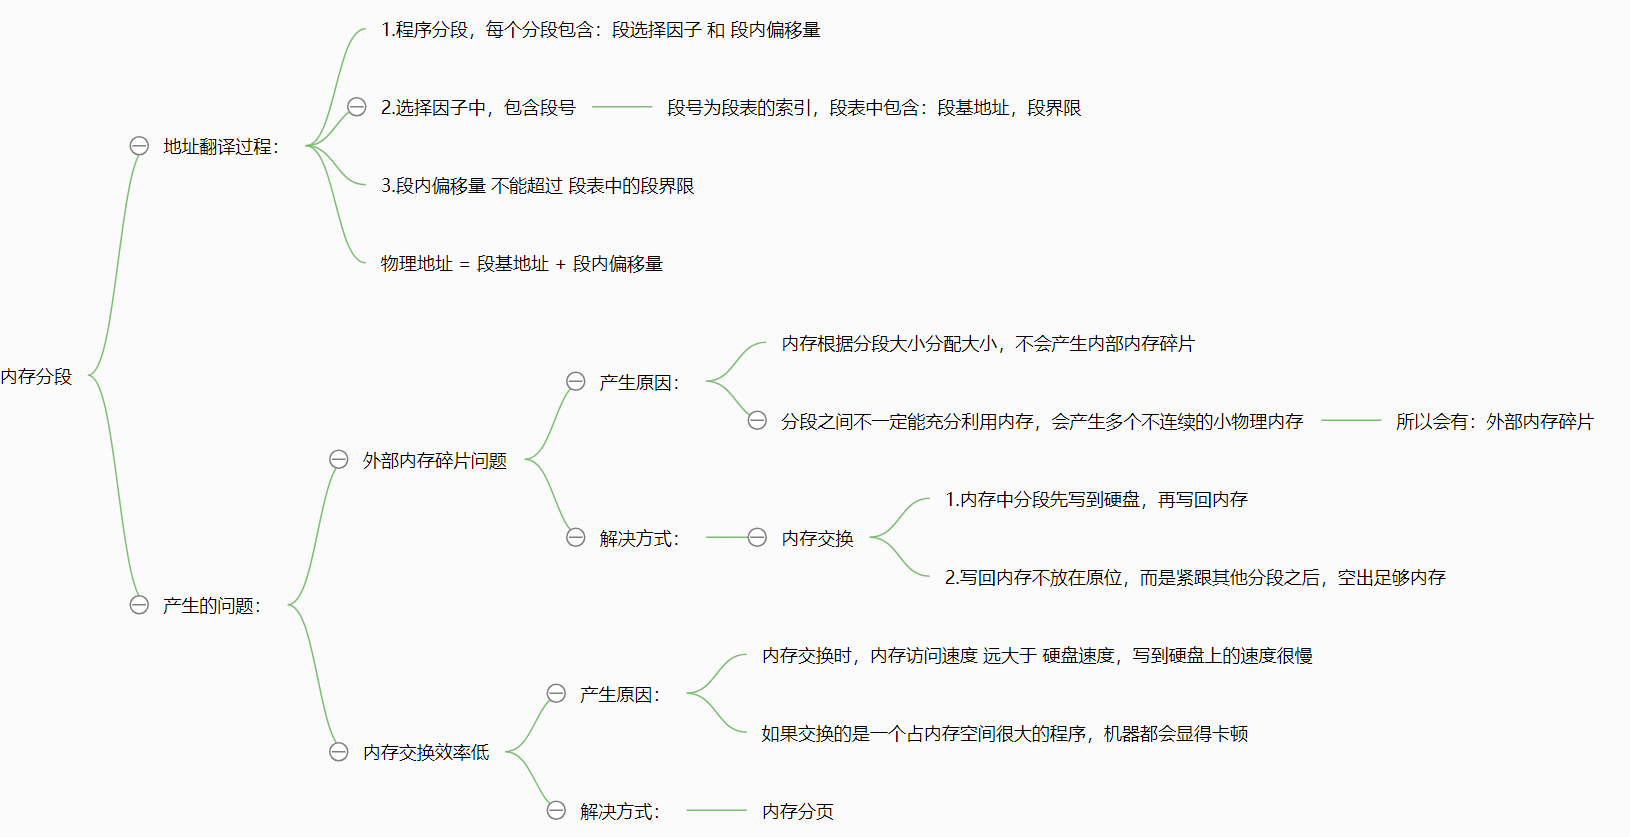 内存分段
地址翻译过程：
1.程序分段，每个分段包含：段选择因子 和 段内偏移量
2.选择因子中，包含段号
段号为段表的索引，段表中包含：段基地址，段界限
3.段内偏移量 不能超过 段表中的段界限
物理地址 = 段基地址 + 段内偏移量
产生的问题：
外部内存碎片问题
产生原因：
内存根据分段大小分配大小，不会产生内部内存碎片
分段之间不一定能充分利用内存，会产生多个不连续的小物理内存
所以会有：外部内存碎片
解决方式：
内存交换
1.内存中分段先写到硬盘，再写回内存
2.写回内存不放在原位，而是紧跟其他分段之后，空出足够内存
内存交换效率低
产生原因：
内存交换时，内存访问速度 远大于 硬盘速度，写到硬盘上的速度很慢
如果交换的是一个占内存空间很大的程序，机器都会显得卡顿
解决方式：
内存分页